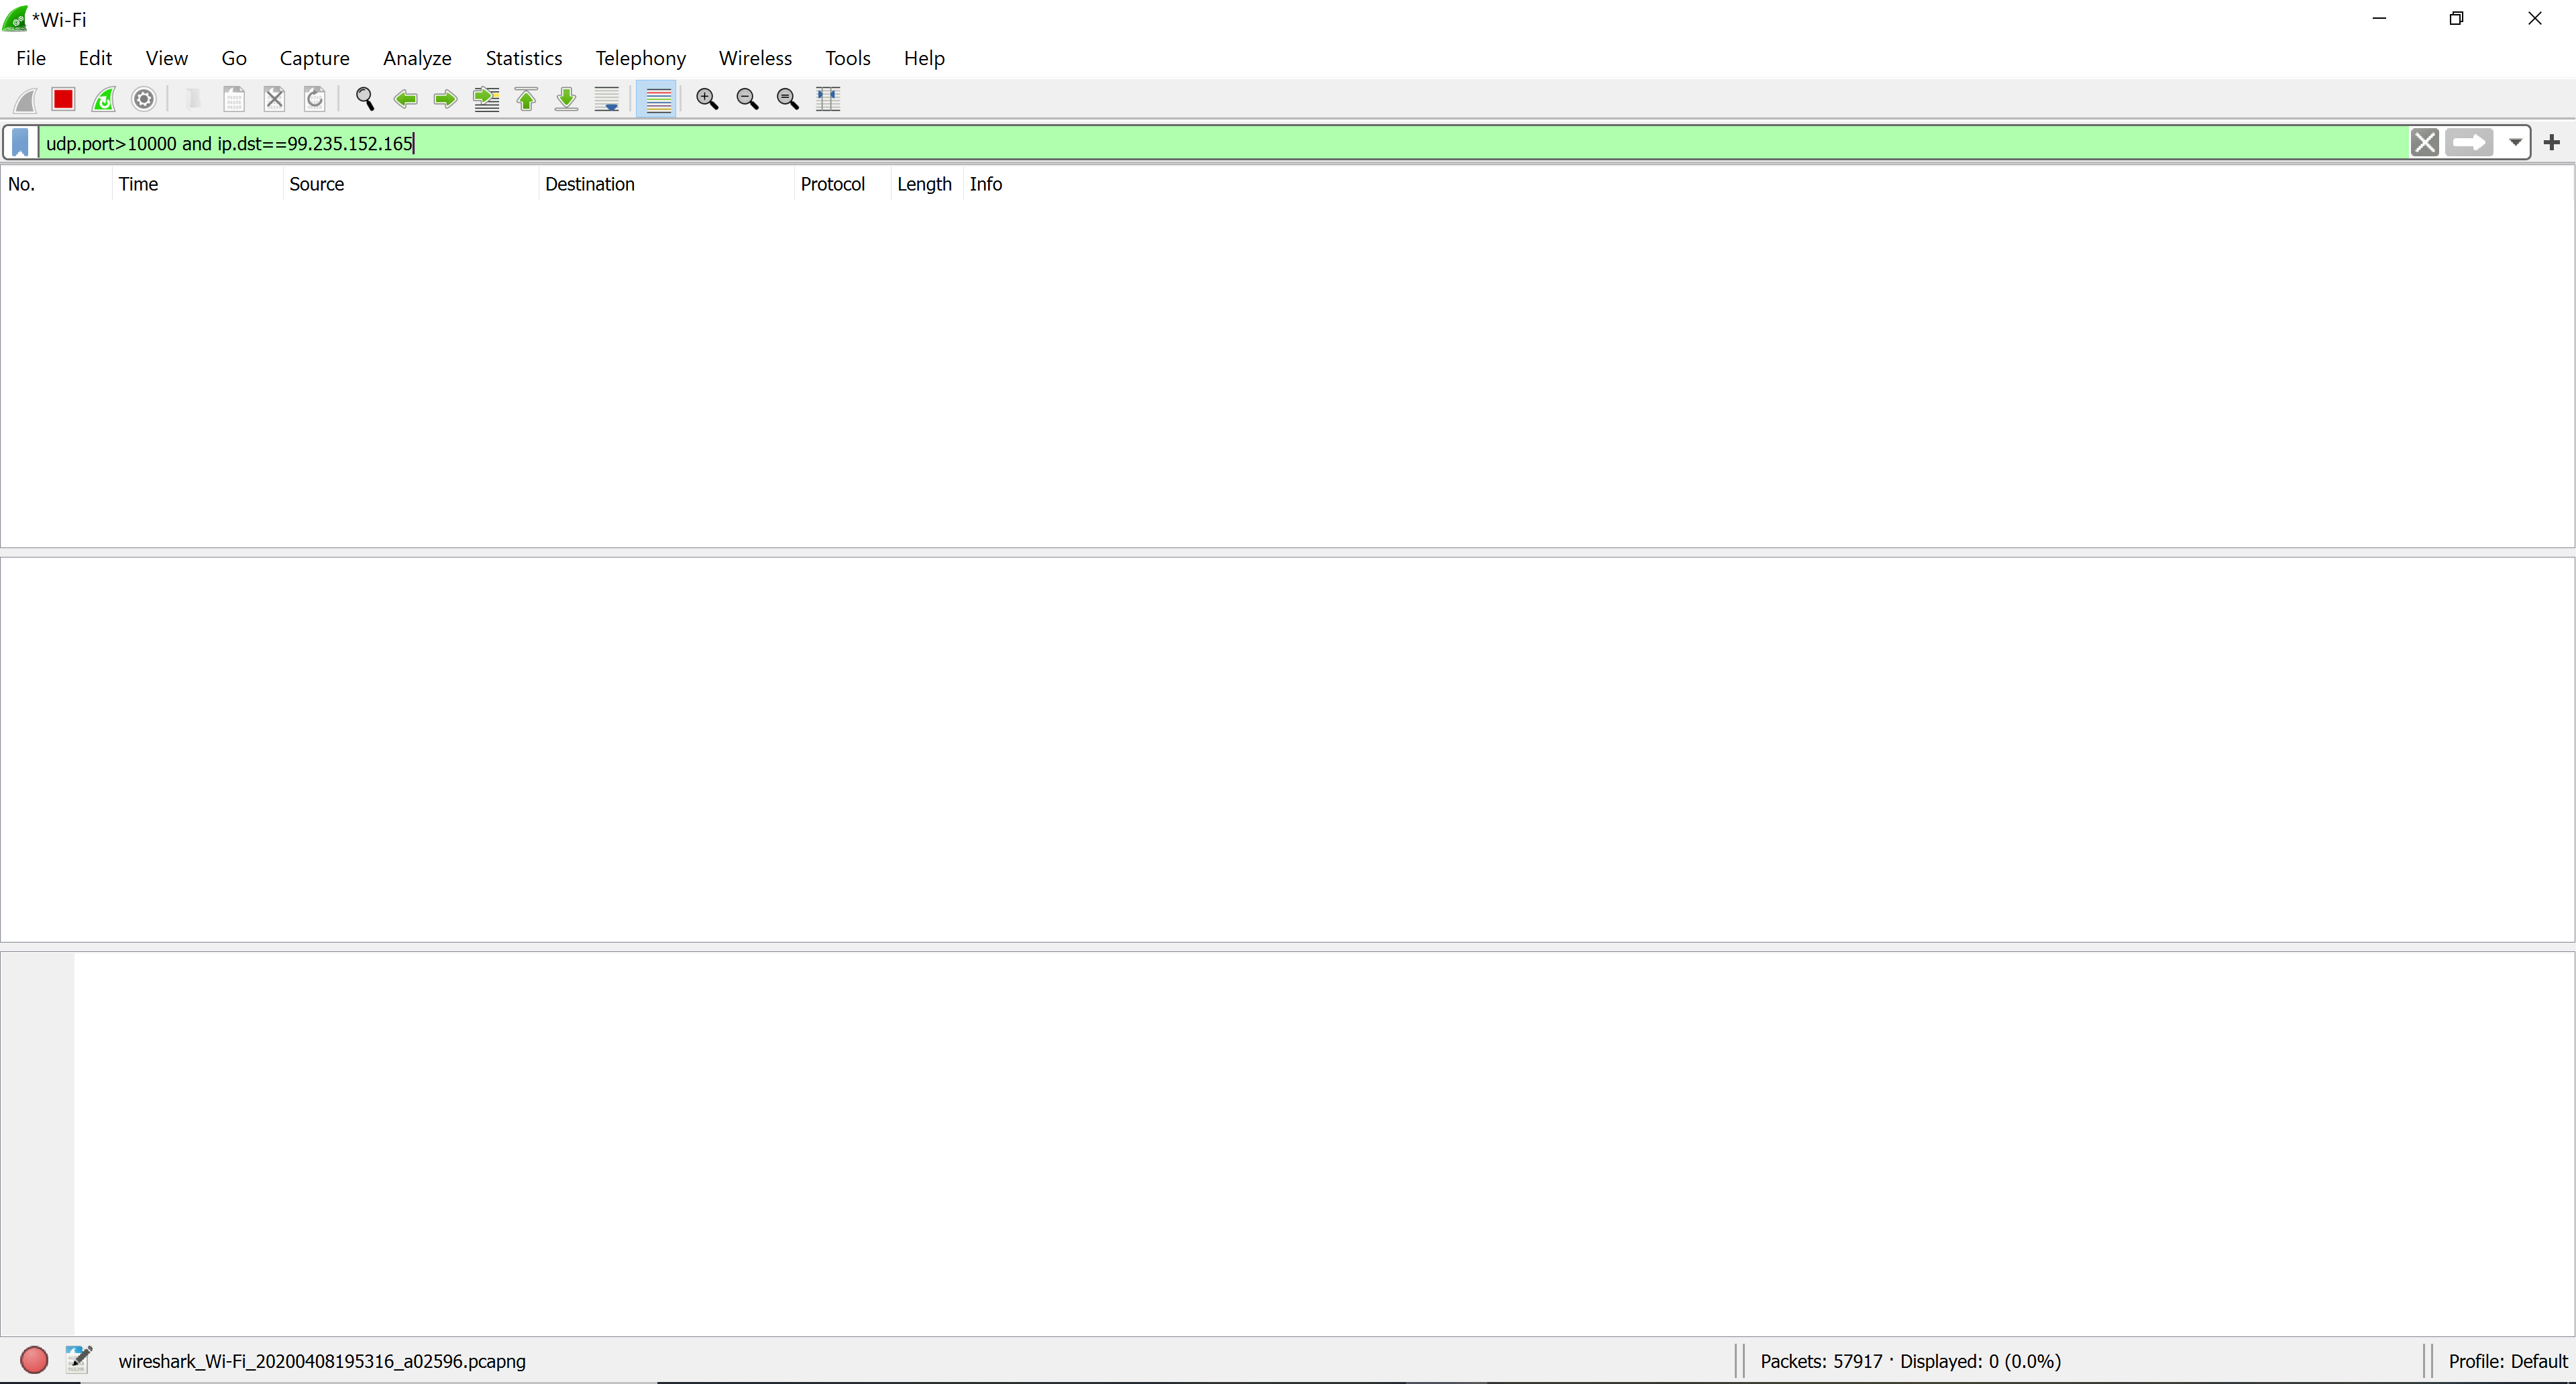 *Wi-Fi
File Edit View Go Capture Analyze Statistics Telephony Wireless Tools Help
udp.port>10000 and ip.dst==99.235.152.165
No. Time Source Destination Protocol Length Info
wireshark_Wi-Fi_20200408195316_a02596.pcapng Packets: 57917 · Displayed: 0 (0.0%) Profile: Default